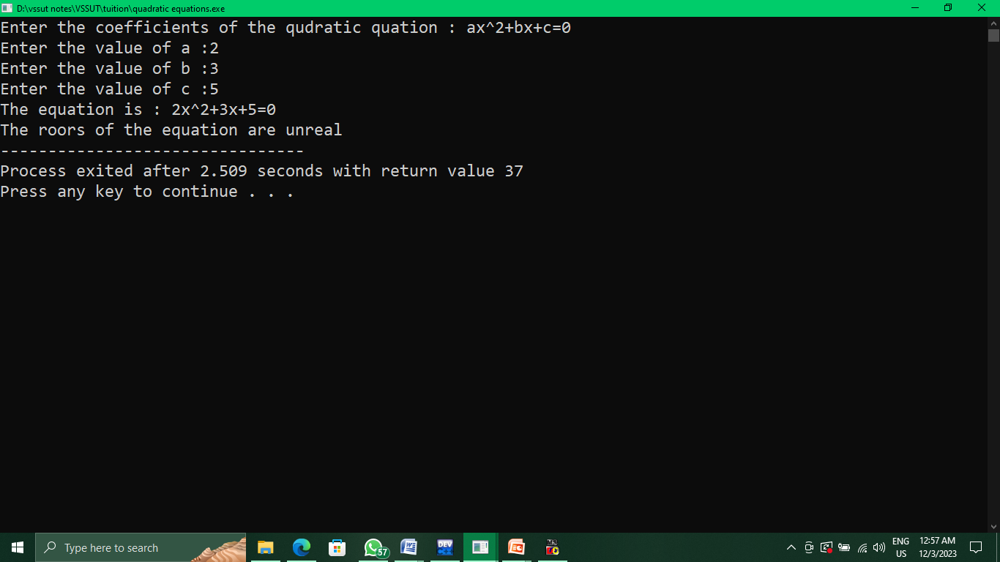 D:\vssut notes\VSSUT\tuition\quadratic equations.exe
Enter the coefficients of the qudratic quation : ax^2+bx+c=0
Enter the value of a :2
Enter the value of b :3
Enter the value of c :5
The equation is : 2x^2+3x+5=0
The roors of the equation are unreal
--------------------------------
Process exited after 2.509 seconds with return value 37
Press any key to continue . . .
Type here to search
57
DEV
ENG
US
12:57 AM
12/3/2023